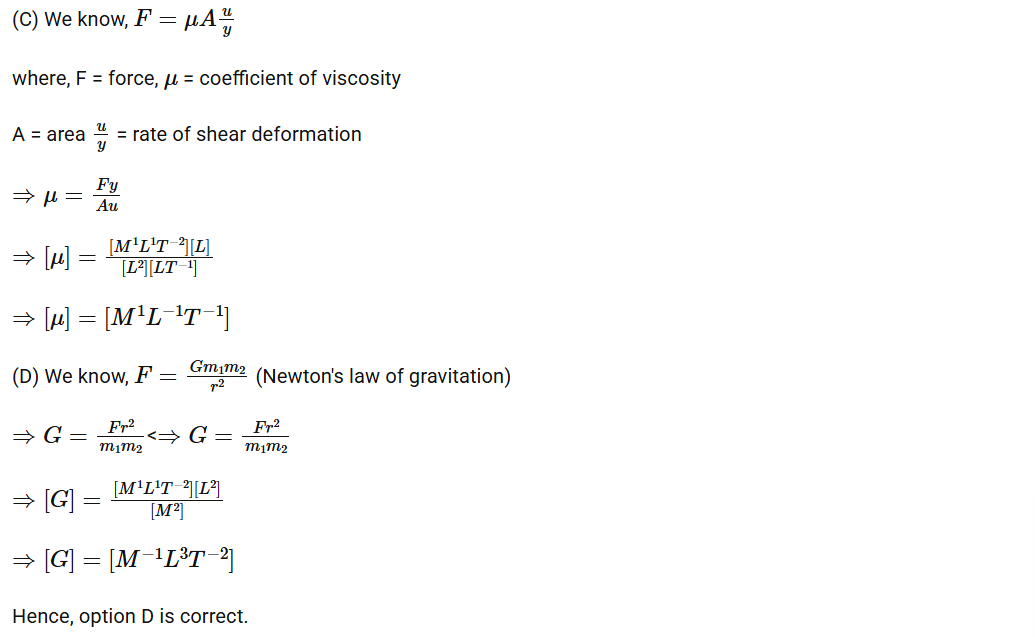 (C) We know, $F = \mu A \frac{u}{y}$
where, F = force, $\mu$ = coefficient of viscosity
A = area $\frac{u}{y}$ = rate of shear deformation
$\Rightarrow \mu = \frac{Fy}{Au}$
$\Rightarrow [\mu] = \frac{[M^1L^1T^{-2}][L]}{[L^2][LT^{-1}]}$
$\Rightarrow [\mu] = [M^1L^{-1}T^{-1}]$
(D) We know, $F = \frac{Gm_1m_2}{r^2}$ (Newton's law of gravitation)
$\Rightarrow G = \frac{Fr^2}{m_1m_2}$<$\Rightarrow G = \frac{Fr^2}{m_1m_2}$
$\Rightarrow [G] = \frac{[M^1L^1T^{-2}][L^2]}{[M^2]}$
$\Rightarrow [G] = [M^{-1}L^3T^{-2}]$
Hence, option D is correct.